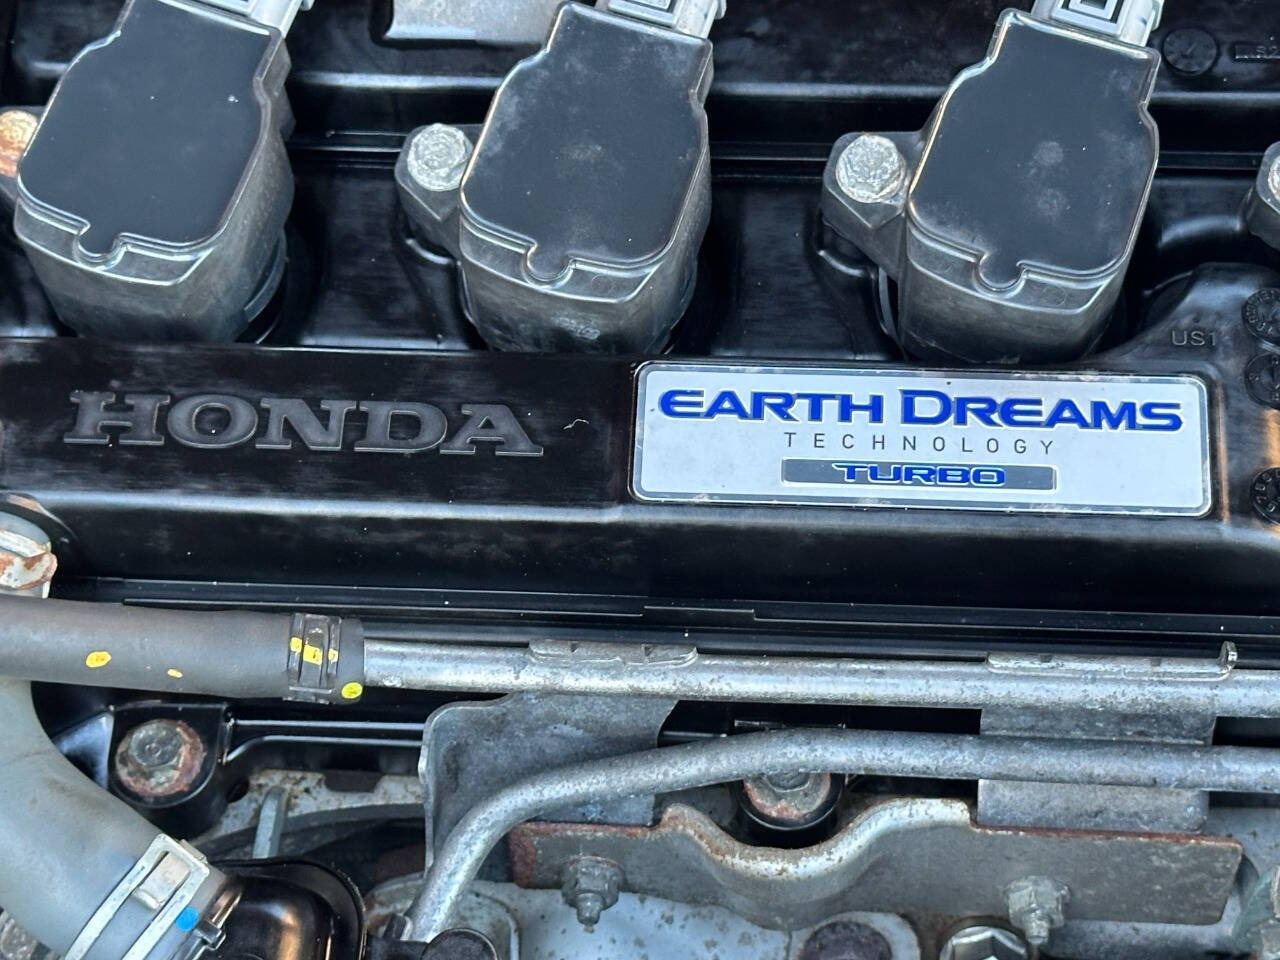 US1
HONDA
EARTH DREAMS
TECHNOLOGY
TURBO